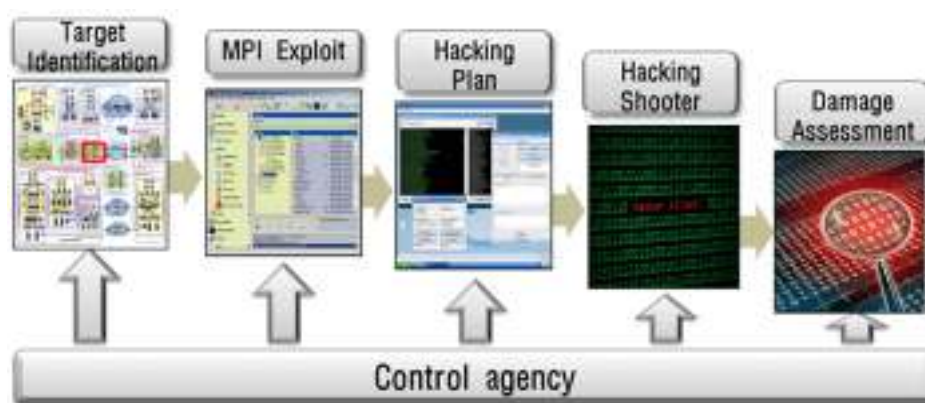 Target
Identification
MPI Exploit
Hacking
Plan
Hacking
Shooter
Damage
Assessment
Control agency